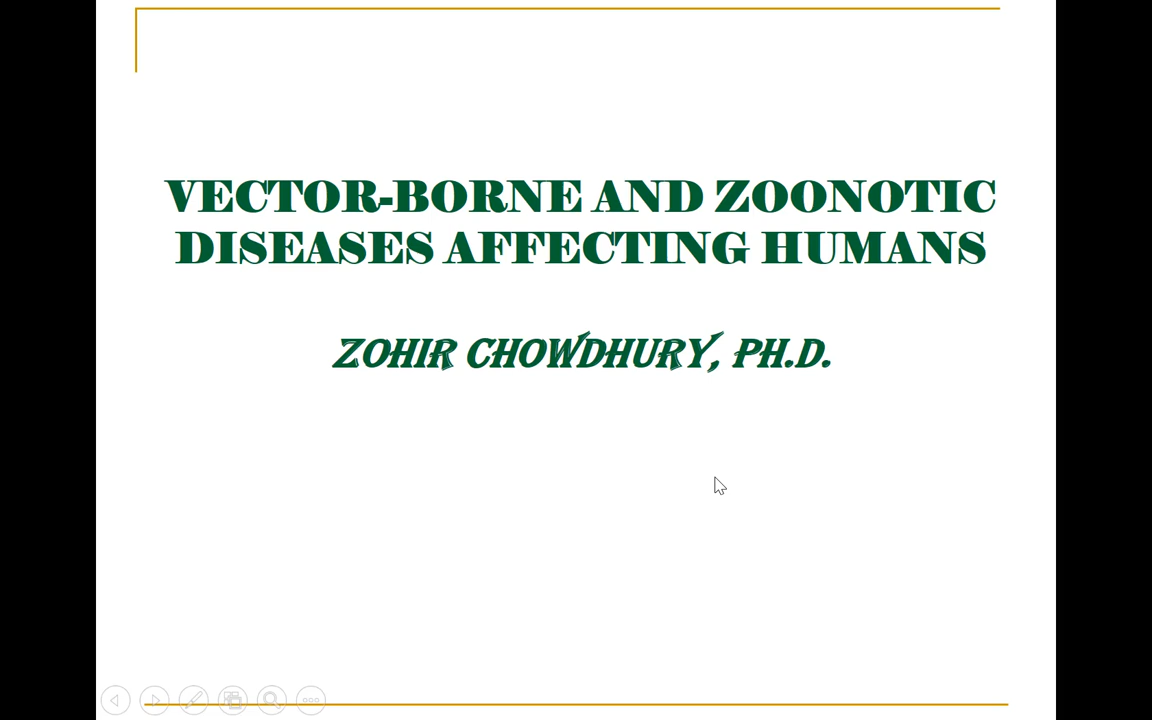 VECTOR-BORNE AND ZOONOTIC
DISEASES AFFECTING HUMANS
ZOHIR CHOWDHURY, PH.D.